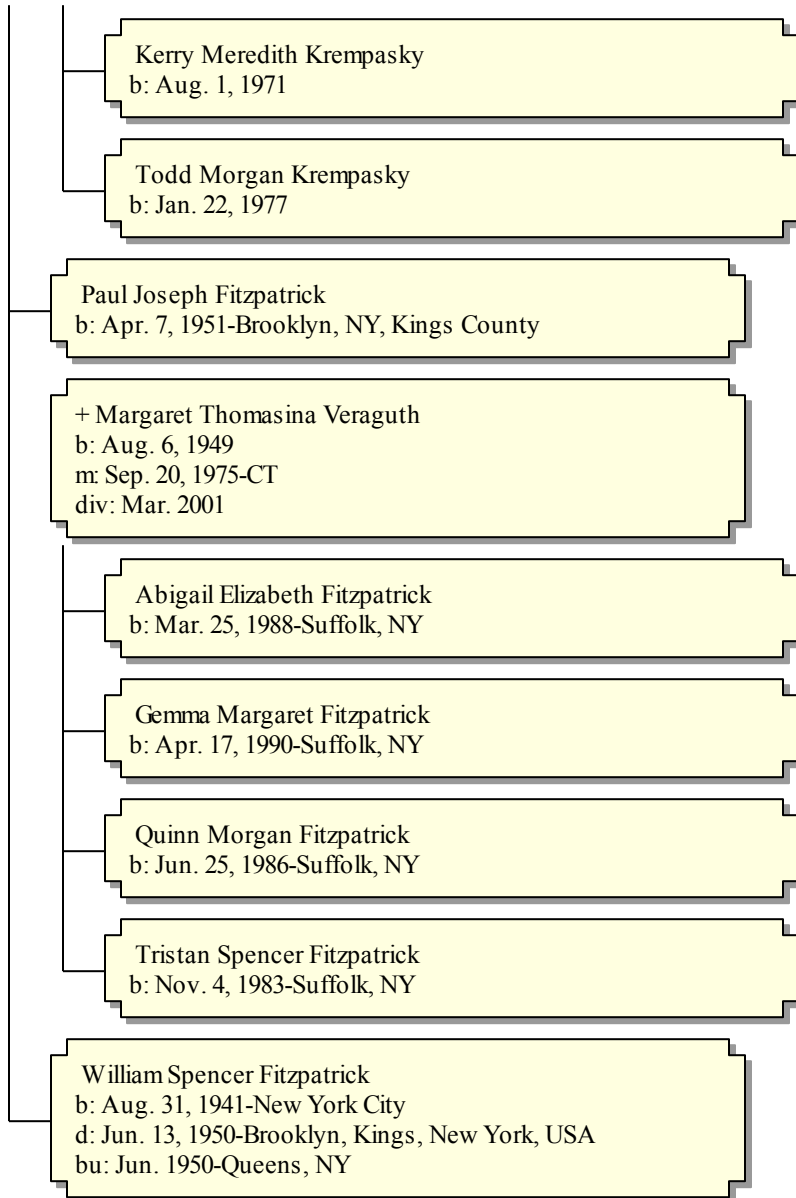 Kerry Meredith Krempasky
b: Aug. 1, 1971
Todd Morgan Krempasky
b: Jan. 22, 1977
Paul Joseph Fitzpatrick
b: Apr. 7, 1951-Brooklyn, NY, Kings County
+ Margaret Thomasina Veraguth
b: Aug. 6, 1949
m: Sep. 20, 1975-CT
div: Mar. 2001
Abigail Elizabeth Fitzpatrick
b: Mar. 25, 1988-Suffolk, NY
Gemma Margaret Fitzpatrick
b: Apr. 17, 1990-Suffolk, NY
Quinn Morgan Fitzpatrick
b: Jun. 25, 1986-Suffolk, NY
Tristan Spencer Fitzpatrick
b: Nov. 4, 1983-Suffolk, NY
William Spencer Fitzpatrick
b: Aug. 31, 1941-New York City
d: Jun. 13, 1950-Brooklyn, Kings, New York, USA
bu: Jun. 1950-Queens, NY